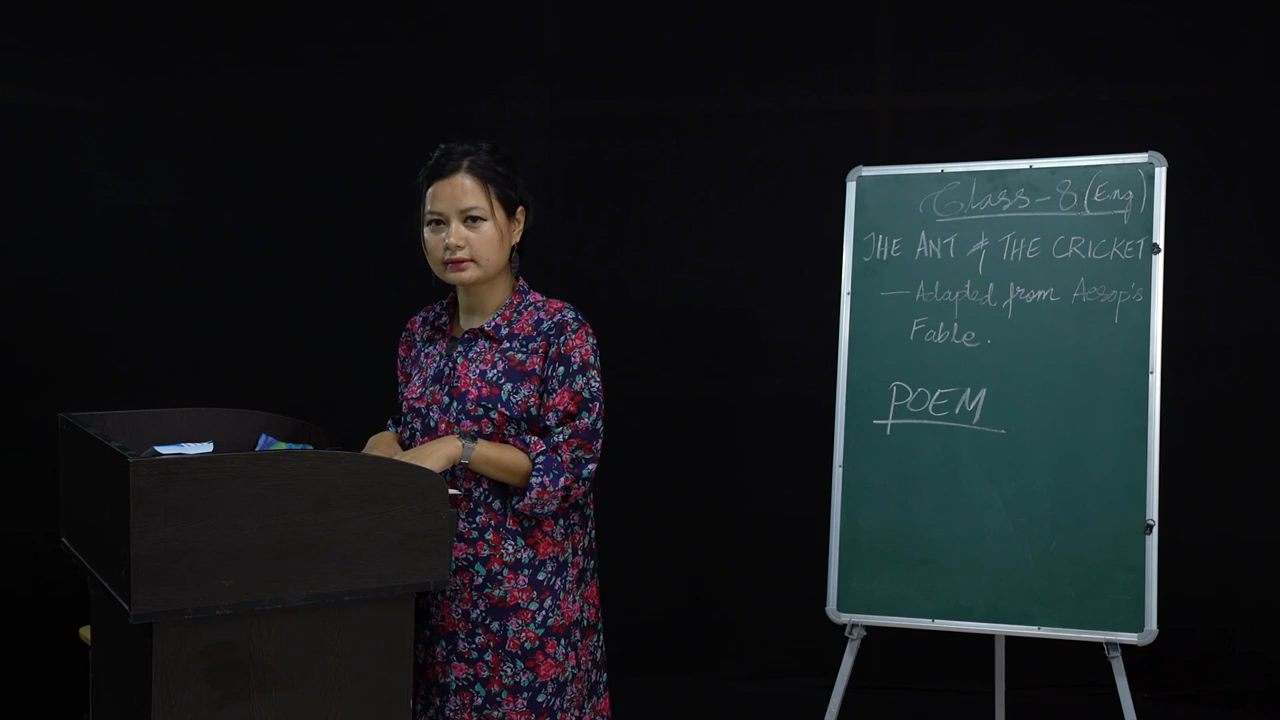 Class-8 (Eng)
THE ANT & THE CRICKET
—Adapted from Aesop's
Fable.
POEM